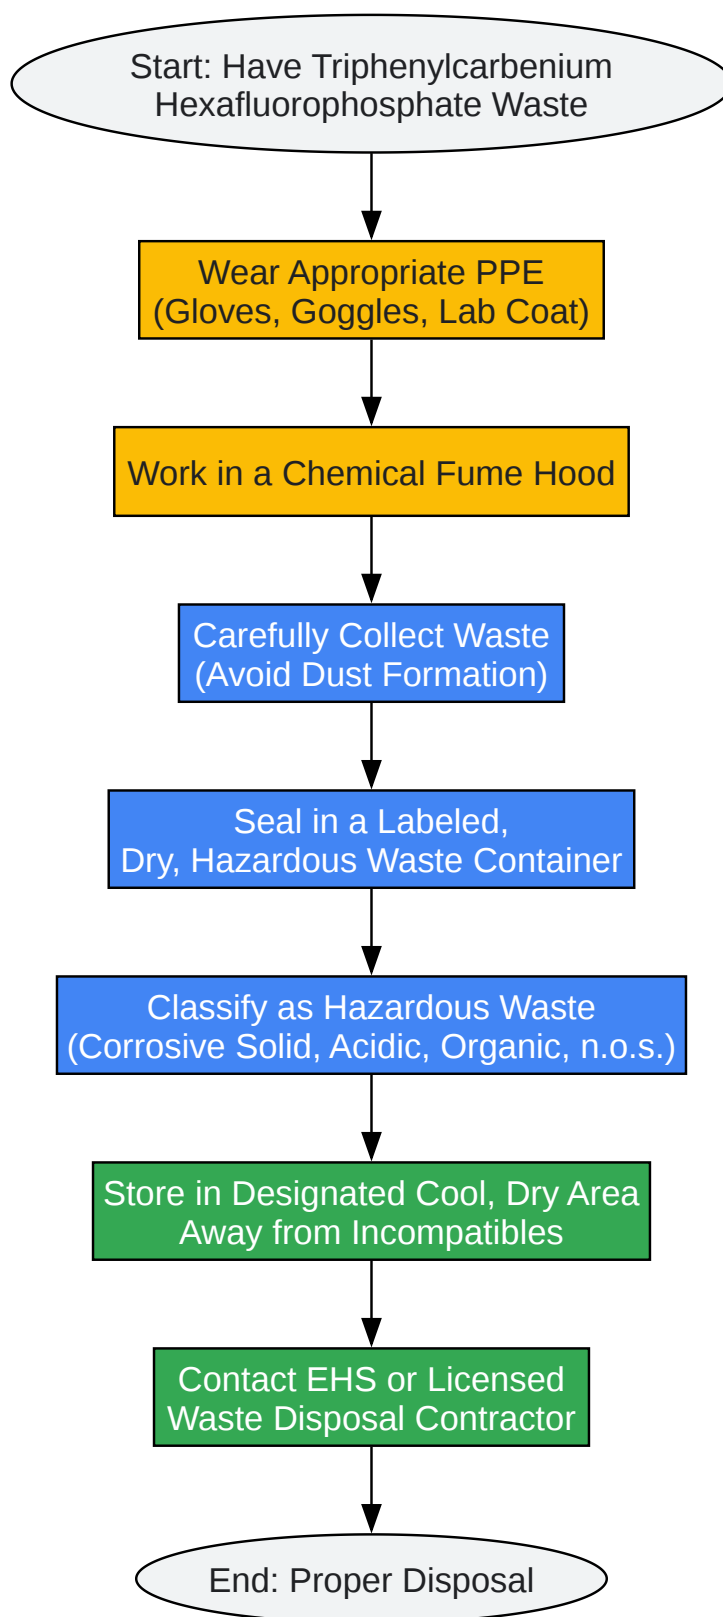 Start: Have Triphenylcarbenium
Hexafluorophosphate Waste
Wear Appropriate PPE
(Gloves, Goggles, Lab Coat)
Work in a Chemical Fume Hood
Carefully Collect Waste
(Avoid Dust Formation)
Seal in a Labeled,
Dry, Hazardous Waste Container
Classify as Hazardous Waste
(Corrosive Solid, Acidic, Organic, n.o.s.)
Store in Designated Cool, Dry Area
Away from Incompatibles
Contact EHS or Licensed
Waste Disposal Contractor
End: Proper Disposal